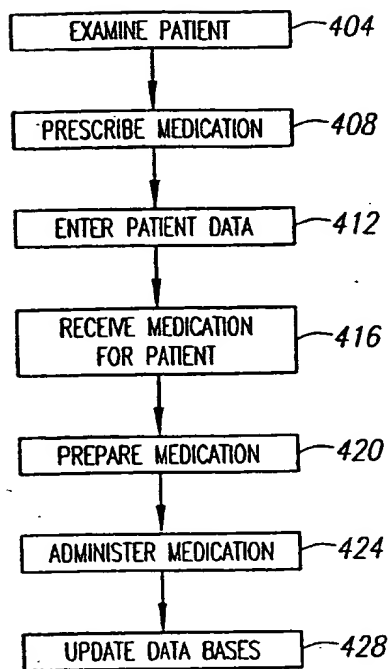 EXAMINE PATIENT 404
PRESCRIBE MEDICATION 408
ENTER PATIENT DATA 412
RECEIVE MEDICATION
FOR PATIENT 416
PREPARE MEDICATION 420
ADMINISTER MEDICATION 424
UPDATE DATA BASES 428